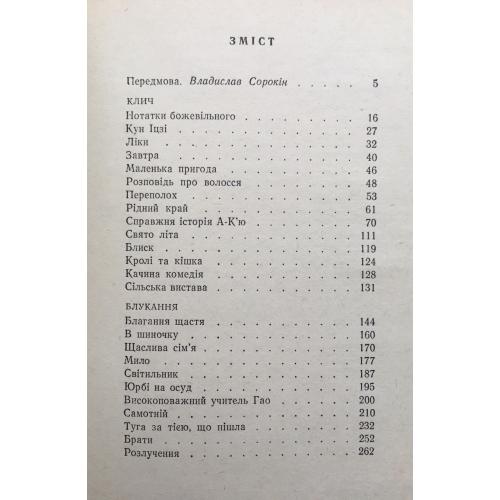 ЗМІСТ
Передмова. Владислав Сорокін . . . . . 5
КЛИЧ
Нотатки божевільного . . . . . . . . . 16
Кун Іцзі . . . . . . . . . . . . . 27
Ліки . . . . . . . . . . . . . . 32
Завтра . . . . . . . . . . . . . 40
Маленька пригода . . . . . . . . . . 46
Розповідь про волосся . . . . . . . . 48
Переполох . . . . . . . . . . . . 53
Рідний край . . . . . . . . . . . . 61
Справжня історія А-К'ю . . . . . . . . 70
Свято літа . . . . . . . . . . . . 111
Блиск . . . . . . . . . . . . . . 119
Кролі та кішка . . . . . . . . . . . 124
Качина комедія . . . . . . . . . . . 128
Сільська вистава . . . . . . . . . . 131
БЛУКАННЯ
Благання щастя . . . . . . . . . . . 144
В шиночку . . . . . . . . . . . . 160
Щаслива сім'я . . . . . . . . . . . 170
Мило . . . . . . . . . . . . . . 177
Світильник . . . . . . . . . . . . 187
Юрбі на осуд . . . . . . . . . . . 195
Високоповажний учитель Гао . . . . . . 200
Самотній . . . . . . . . . . . . . 210
Туга за тією, що пішла . . . . . . . . 232
Брати . . . . . . . . . . . . . . 252
Розлучення . . . . . . . . . . . . 262